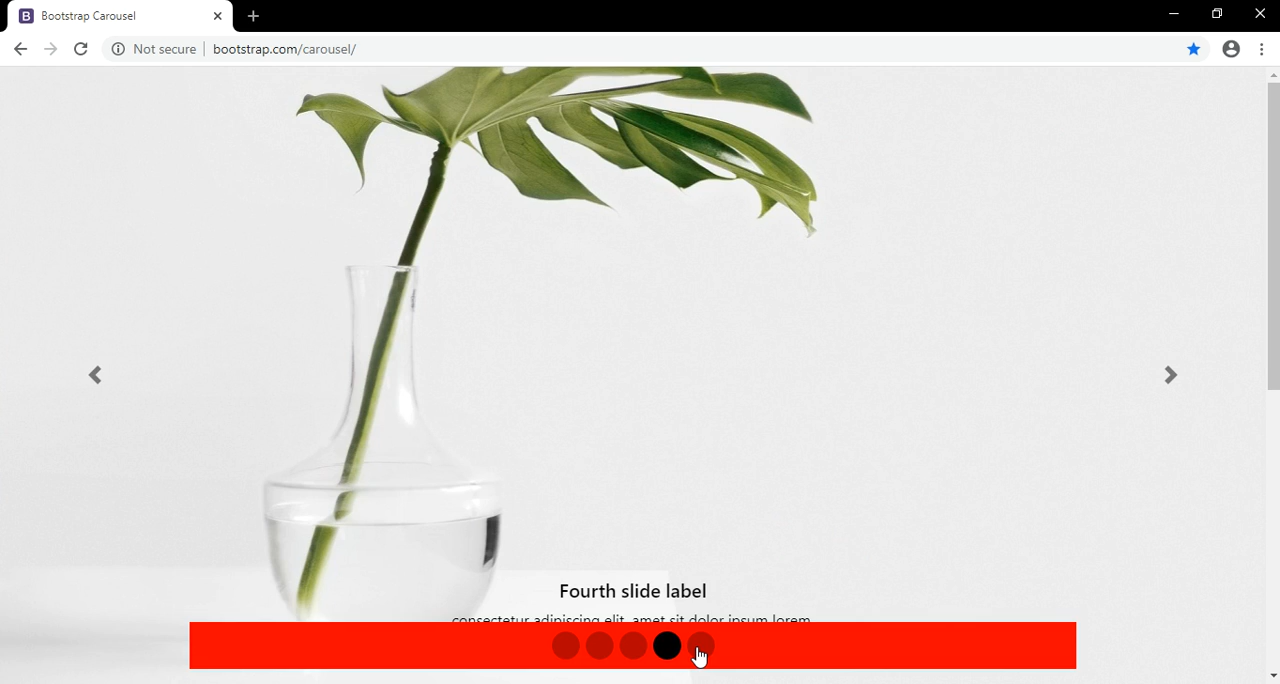 B Bootstrap Carousel
Not secure bootstrap.com/carousel/
Fourth slide label
consectetur adipiscing elit, amet sit dolor ipsum lorem